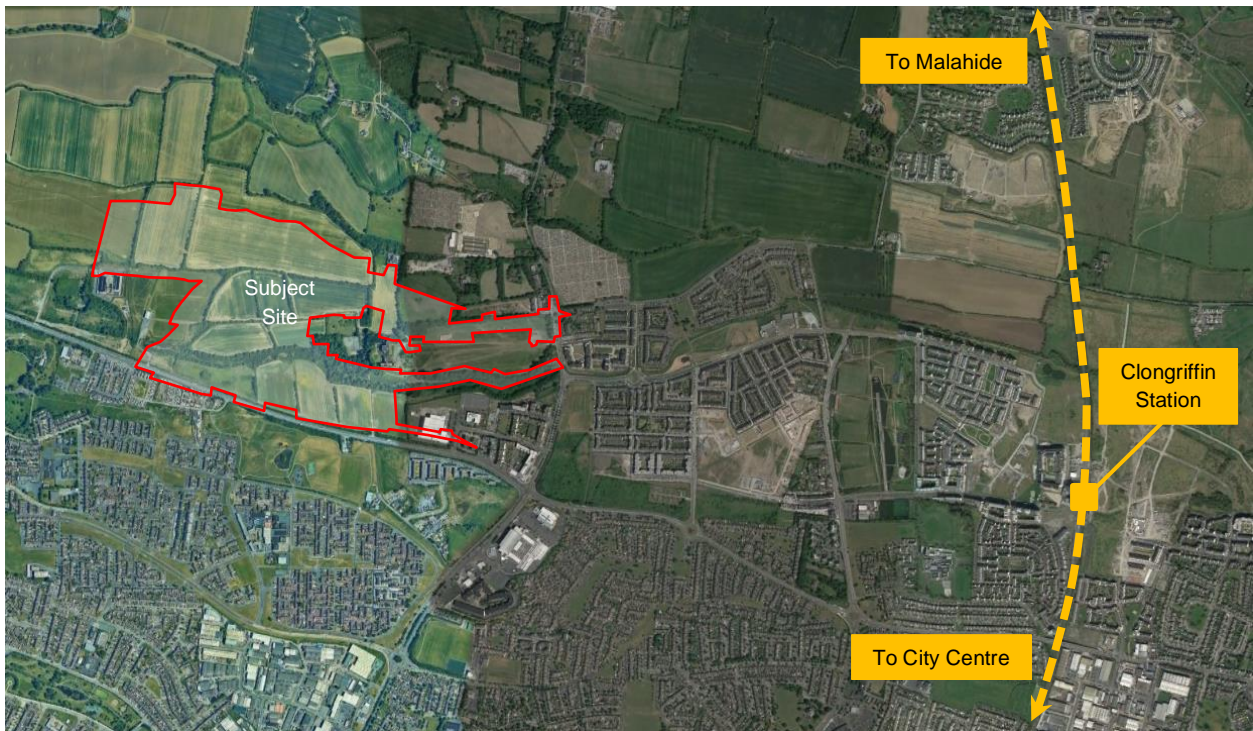 To Malahide
Subject
Site
Clongriffin
Station
To City Centre